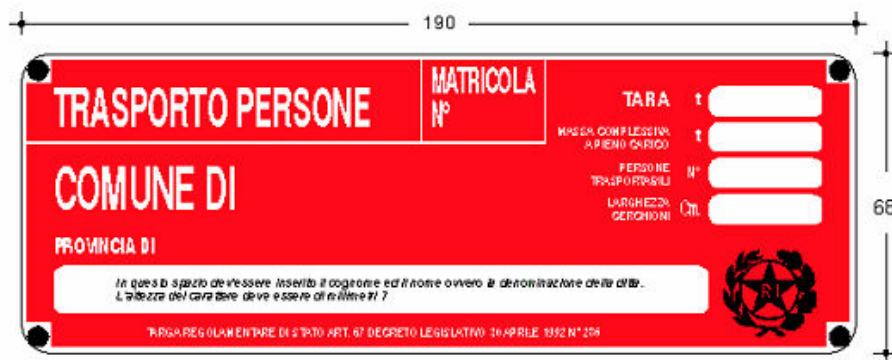 190
TRASPORTO PERSONE
MATRICOLA
N°
TARA t
MASSA COMPLESSIVA
A PIENO CARICO t
PERSONE
TRASPORTABILI N°
LARGHEZZA
CERCHIONI Cm.
68
COMUNE DI
PROVINCIA DI
In questo spazio dev'essere inserito il cognome ed il nome ovvero la denominazione della ditta.
L'altezza del carattere deve essere di millimetri 7
RI
TARGA REGOLAMENTARE DI STATO ART. 67 DECRETO LEGISLATIVO 30 APRILE 1992 N°